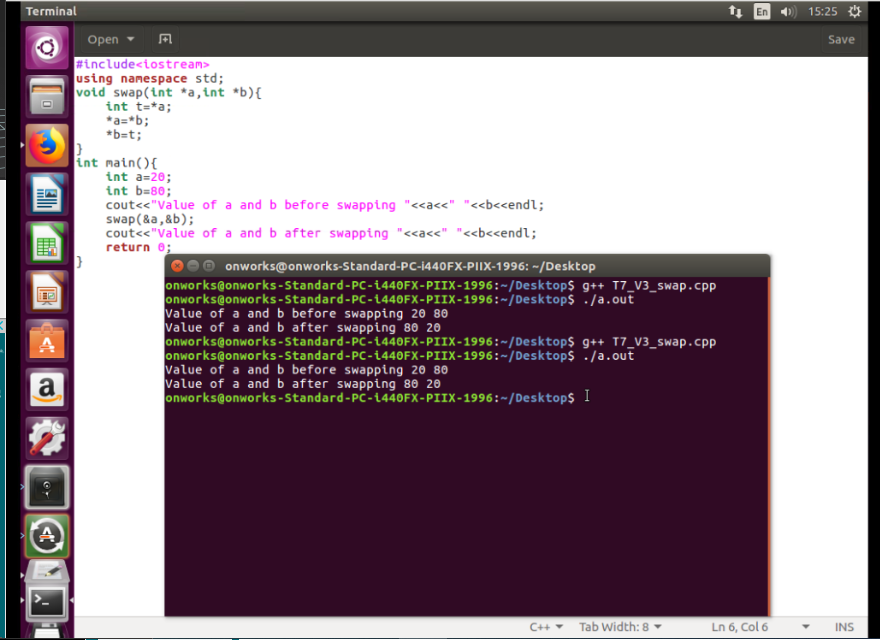 Terminal
En
15:25
Open
Save
#include<iostream>
using namespace std;
void swap(int *a,int *b){
    int t=*a;
    *a=*b;
    *b=t;
}
int main(){
    int a=20;
    int b=80;
    cout<<"Value of a and b before swapping "<<a<<" "<<b<<endl;
    swap(&a,&b);
    cout<<"Value of a and b after swapping "<<a<<" "<<b<<endl;
    return 0;
}
onworks@onworks-Standard-PC-i440FX-PIIX-1996: ~/Desktop
onworks@onworks-Standard-PC-i440FX-PIIX-1996:~/Desktop$ g++ T7_V3_swap.cpp
onworks@onworks-Standard-PC-i440FX-PIIX-1996:~/Desktop$ ./a.out
Value of a and b before swapping 20 80
Value of a and b after swapping 80 20
onworks@onworks-Standard-PC-i440FX-PIIX-1996:~/Desktop$ g++ T7_V3_swap.cpp
onworks@onworks-Standard-PC-i440FX-PIIX-1996:~/Desktop$ ./a.out
Value of a and b before swapping 20 80
Value of a and b after swapping 80 20
onworks@onworks-Standard-PC-i440FX-PIIX-1996:~/Desktop$
C++ Tab Width: 8 Ln 6, Col 6 INS